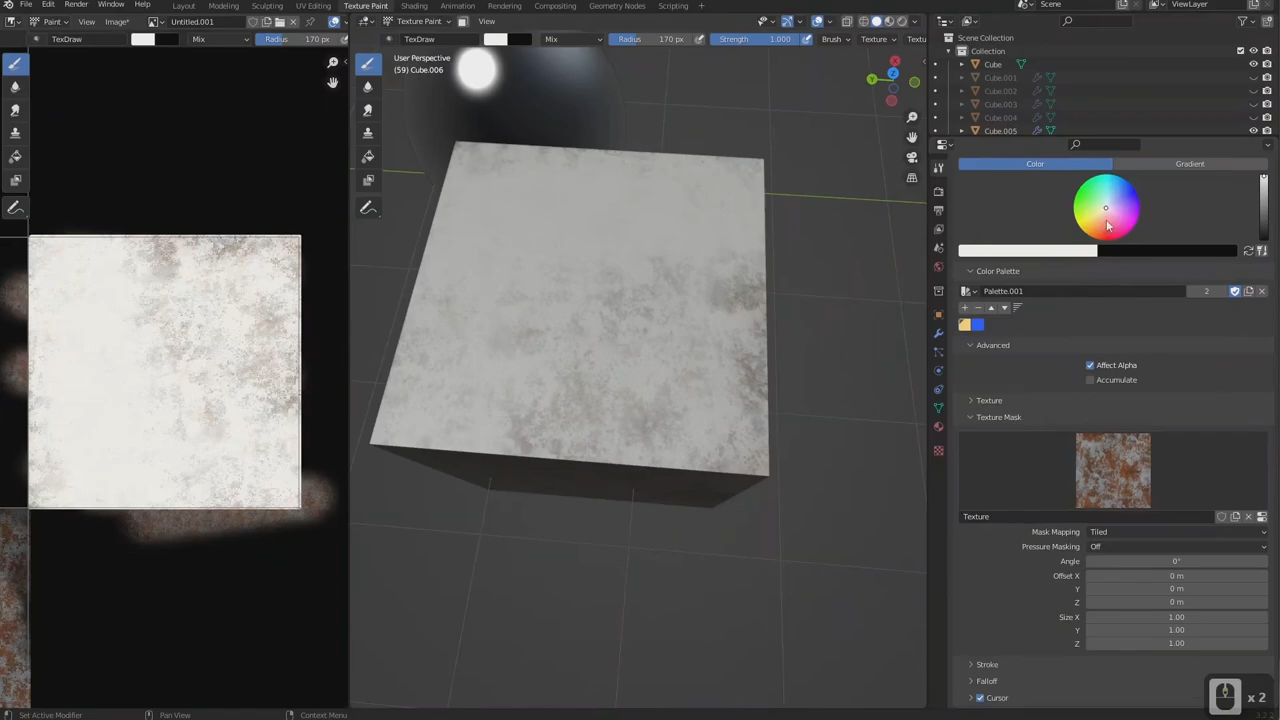 Edit Render Window Help Layout Modeling Sculpting UV Editing Texture Paint Shading Animation Rendering Compositing Geometry Nodes Scripting + Scene ViewLayer
Paint View Image* Untitled.001 Texture Paint View
TexDraw Mix Radius 170 px TexDraw Mix Radius 170 px Strength 1.000 Brush Texture Textu
User Perspective
(59) Cube.006
Z
Y
Scene Collection
Collection
Cube
Cube.001
Cube.002
Cube.003
Cube.004
Cube.005
Color Gradient
Color Palette
Palette.001 2
Advanced
Affect Alpha
Accumulate
Texture
Texture Mask
Texture
Mask Mapping Tiled
Pressure Masking Off
Angle 0°
Offset X 0 m
Y 0 m
Z 0 m
Size X 1.00
Y 1.00
Z 1.00
Stroke
Falloff
Cursor
x 2
Set Active Modifier Pan View Context Menu